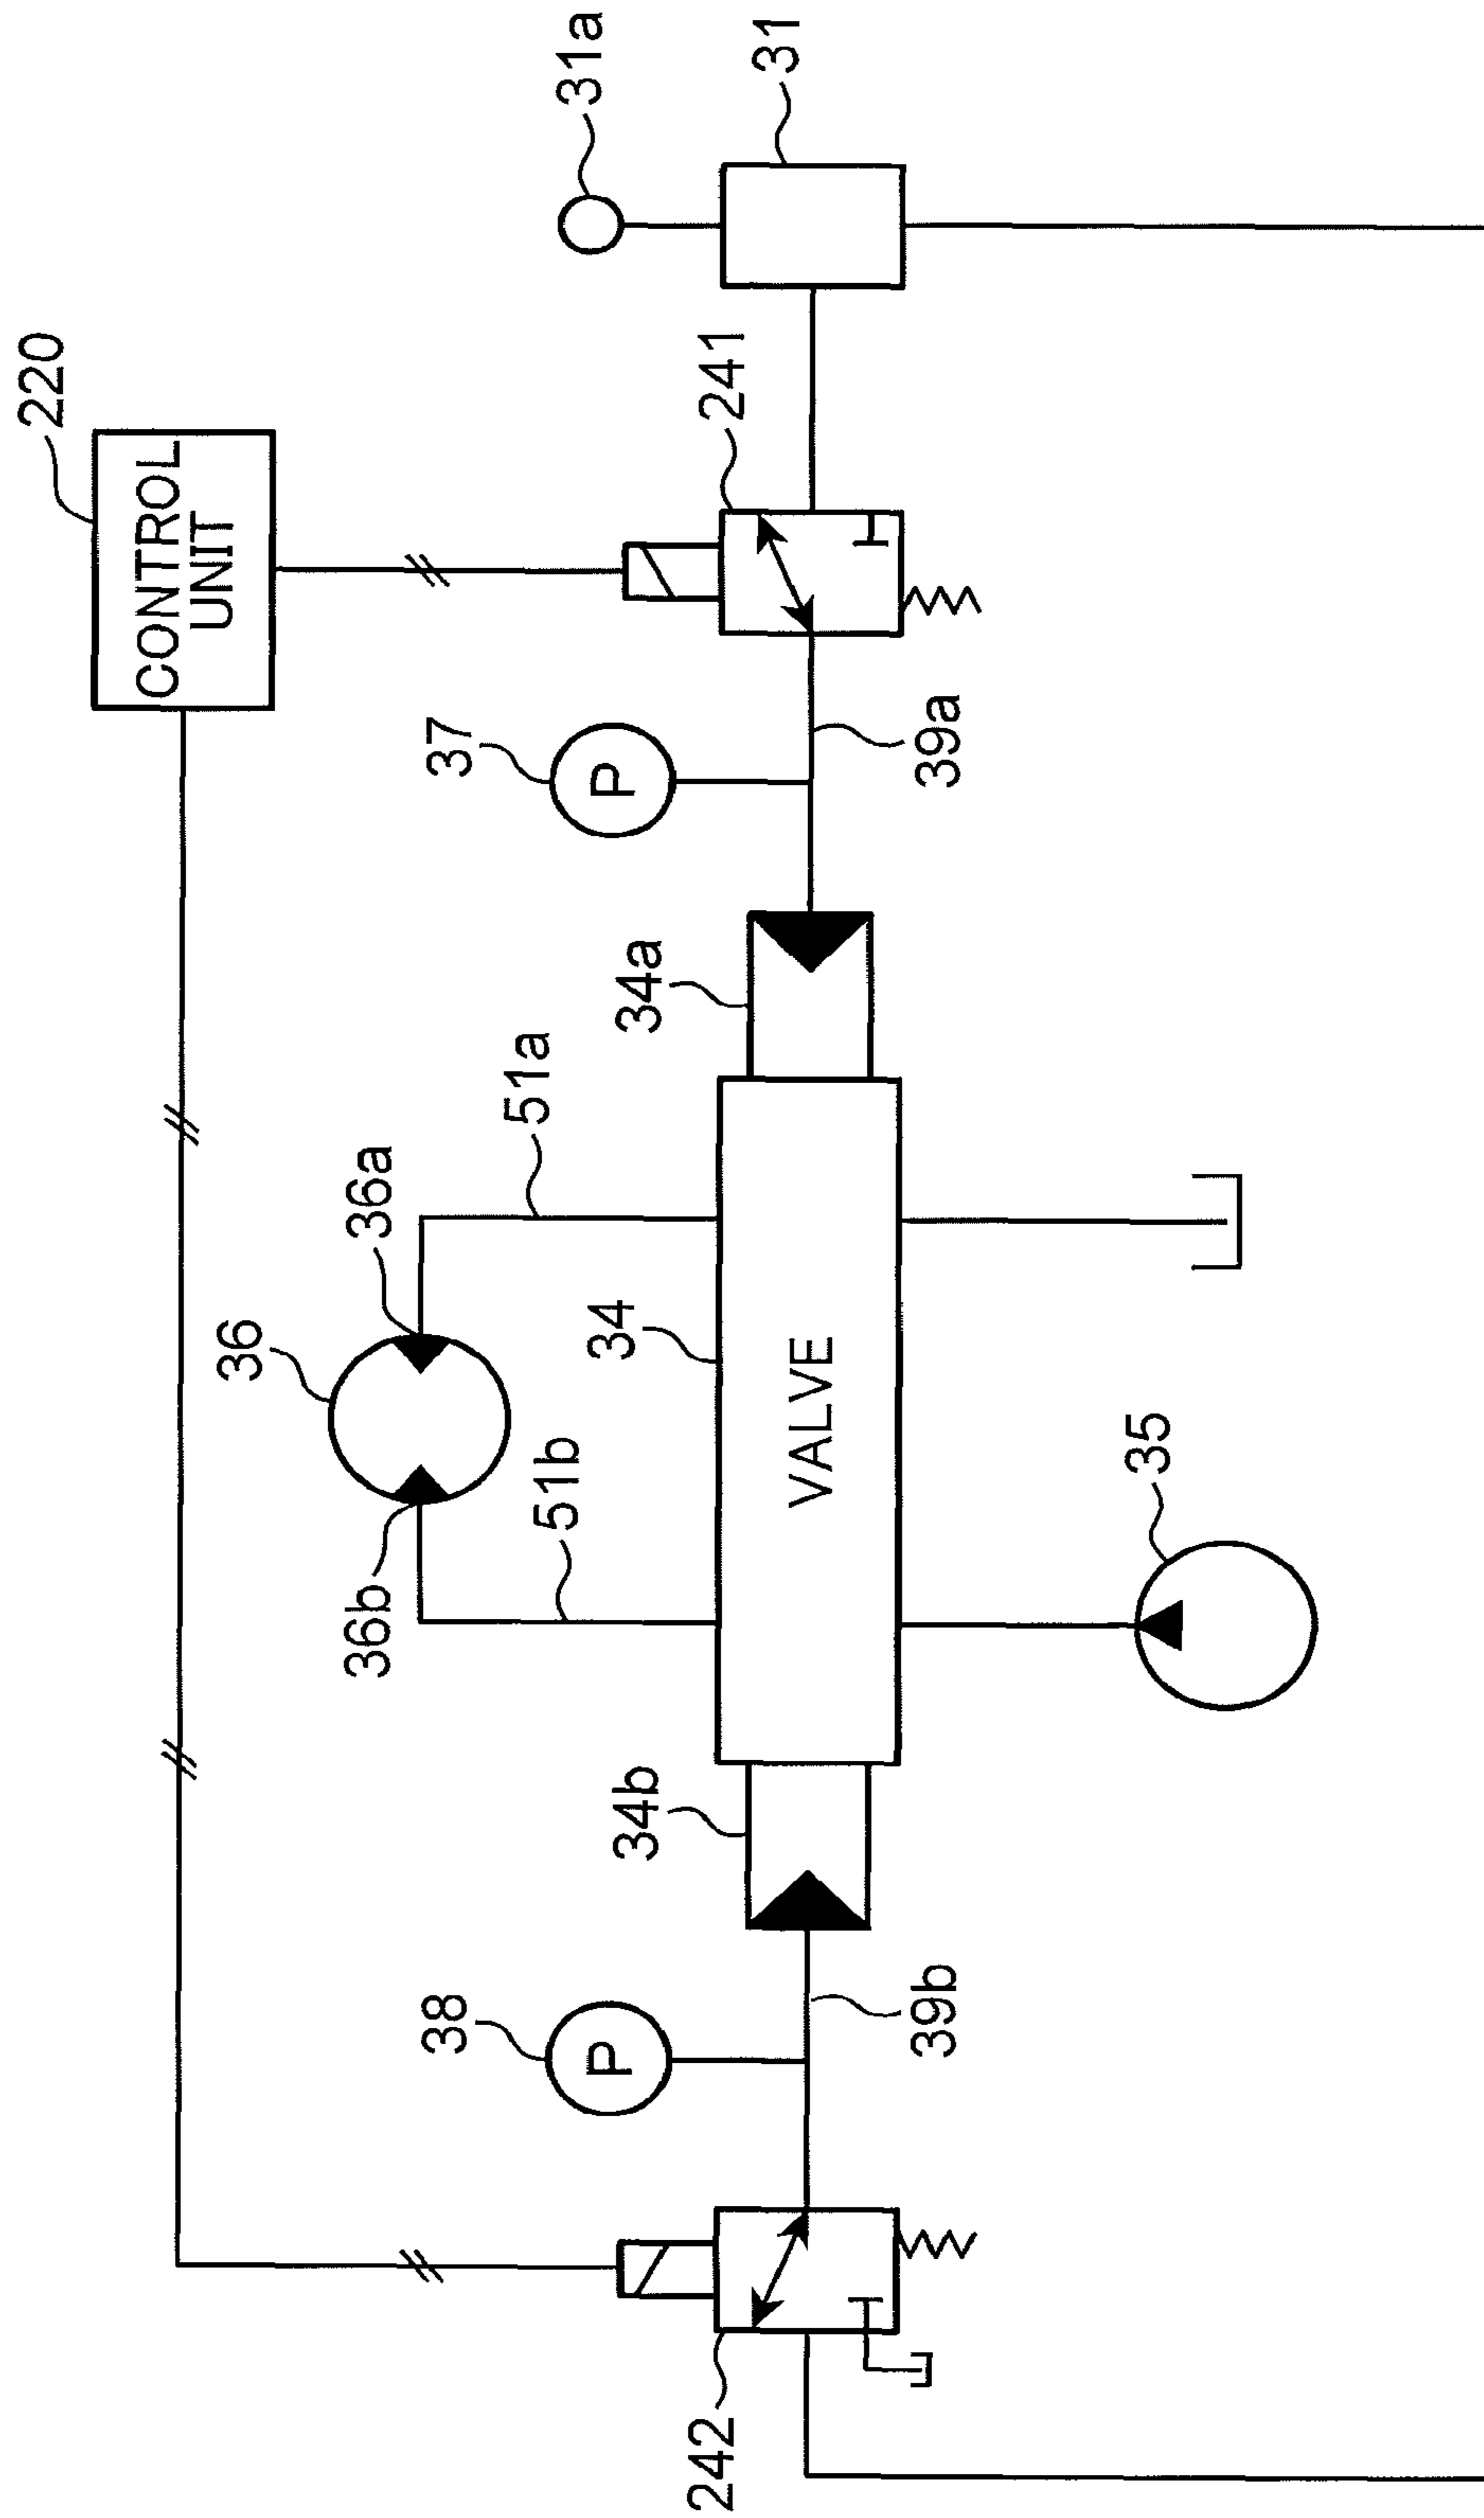 220
CONTROL
UNIT
36
36b
36a
38
37
51b
51a
31a
P
P
34b
34
34a
242
241
31
VALVE
39b
39a
35